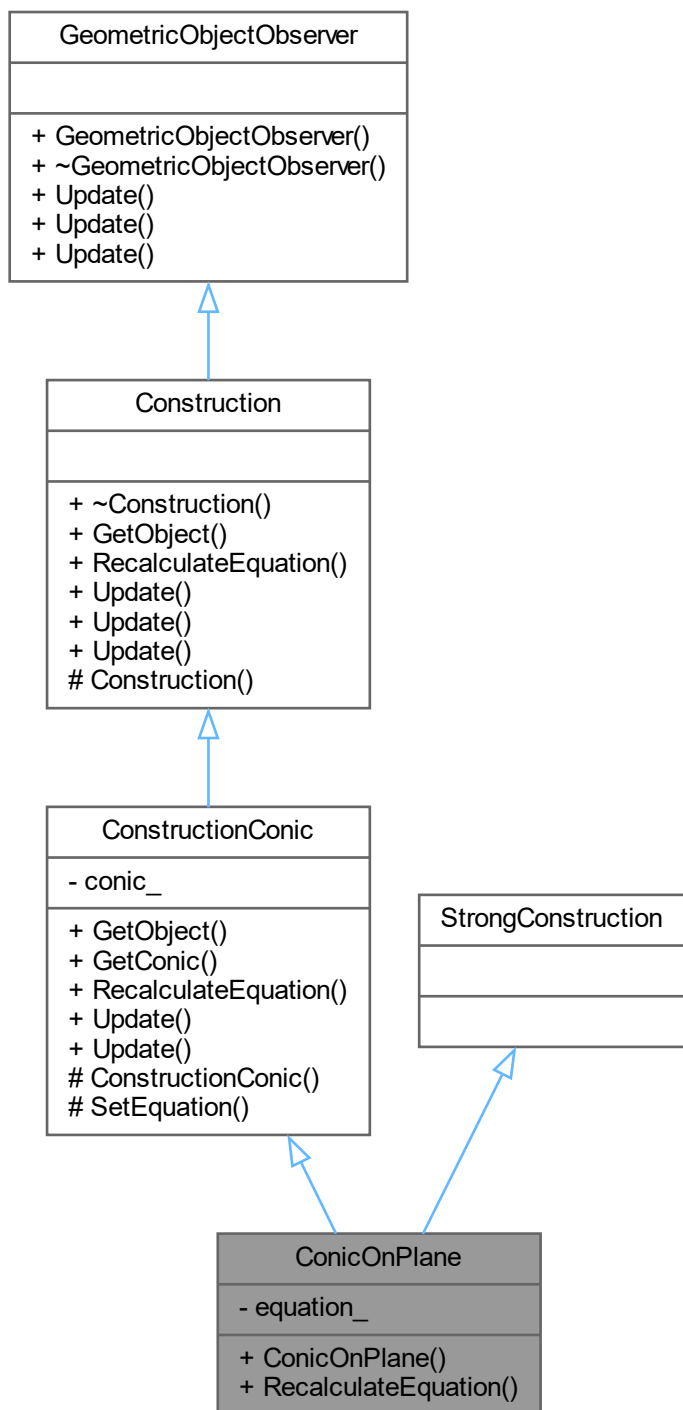 GeometricObjectObserver
+ GeometricObjectObserver()
+ ~GeometricObjectObserver()
+ Update()
+ Update()
+ Update()
Construction
+ ~Construction()
+ GetObject()
+ RecalculateEquation()
+ Update()
+ Update()
+ Update()
# Construction()
ConstructionConic
- conic_
+ GetObject()
+ GetConic()
+ RecalculateEquation()
+ Update()
+ Update()
# ConstructionConic()
# SetEquation()
StrongConstruction
ConicOnPlane
- equation_
+ ConicOnPlane()
+ RecalculateEquation()